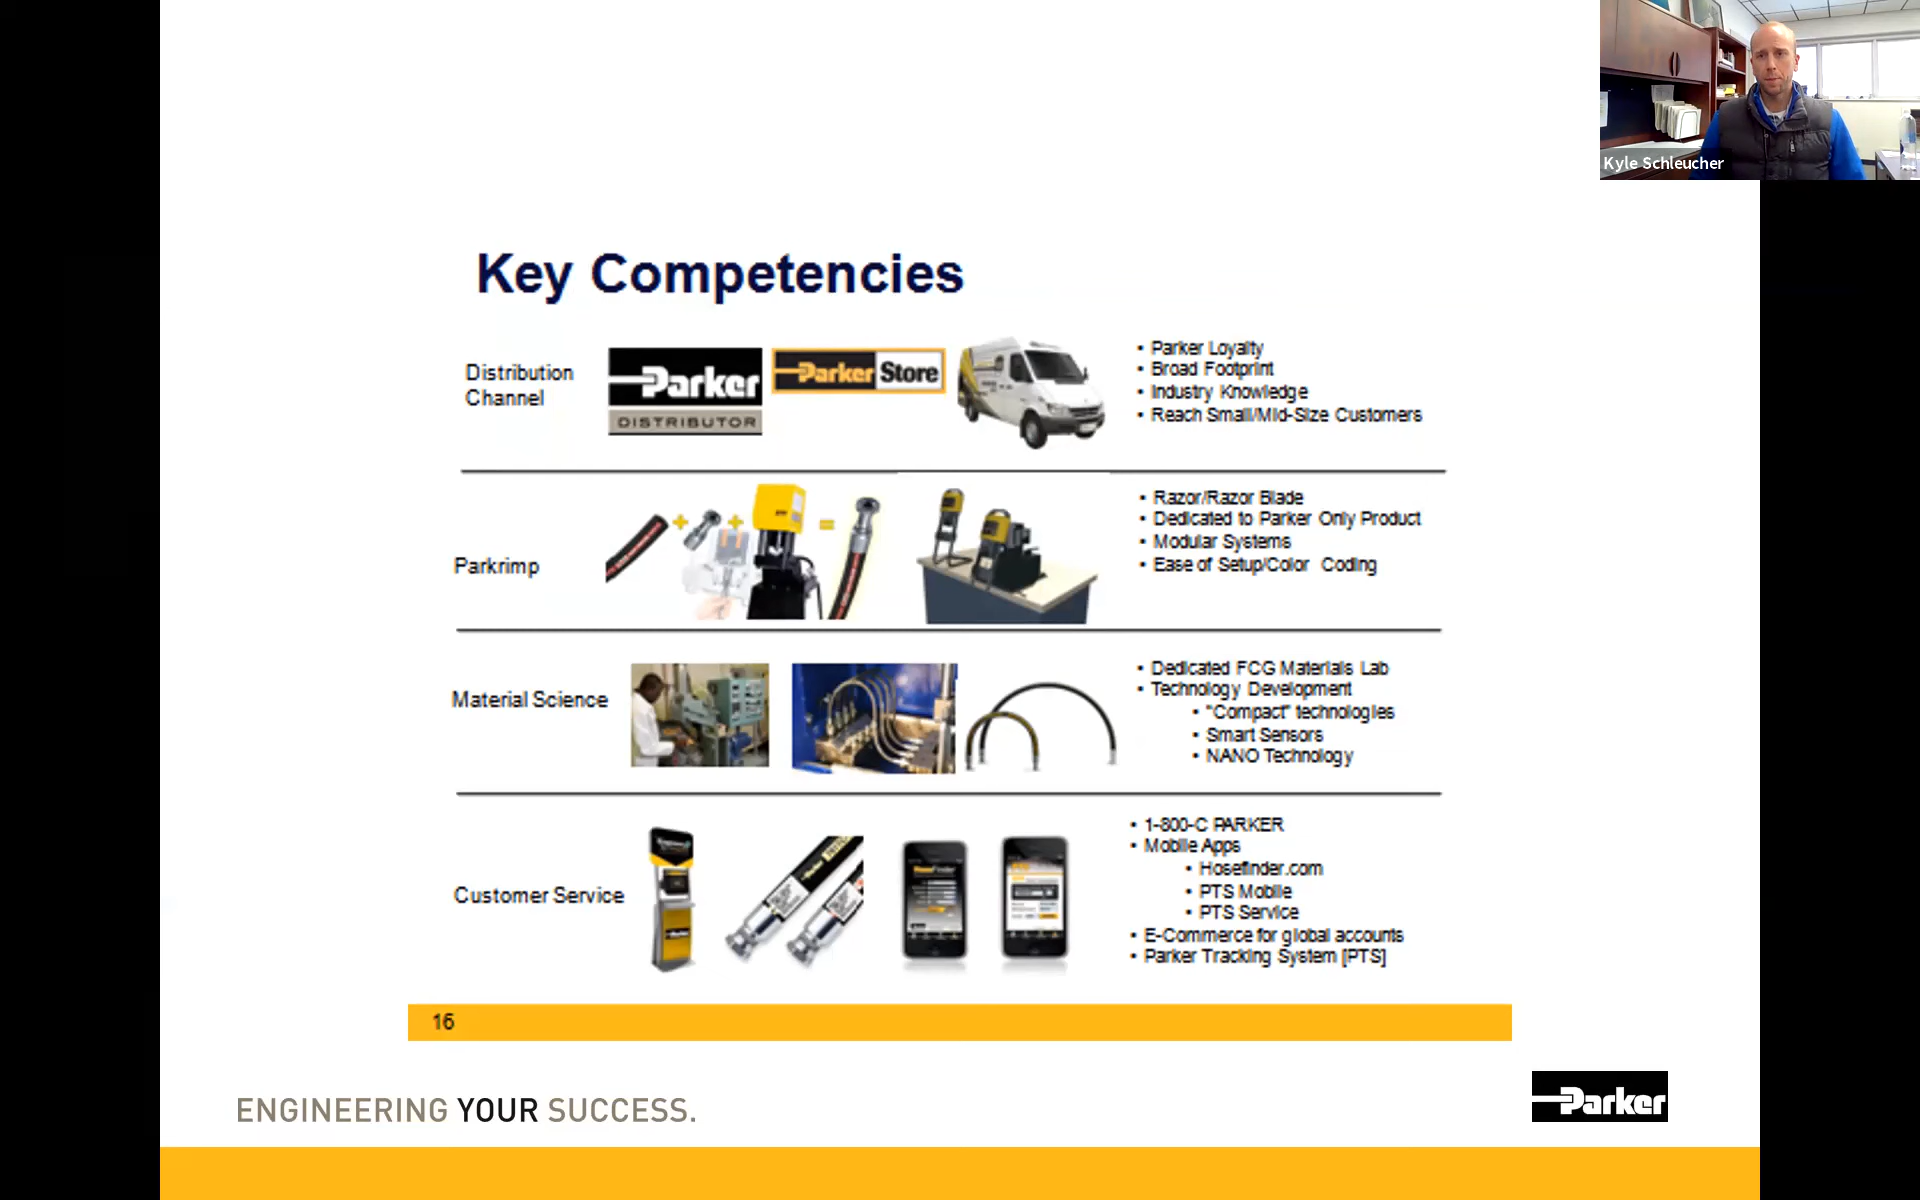 Kyle Schleucher
Key Competencies
Distribution
Channel
Parker
DISTRIBUTOR
Parker Store
• Parker Loyalty
• Broad Footprint
• Industry Knowledge
• Reach Small/Mid-Size Customers
Parkrimp
• Razor/Razor Blade
• Dedicated to Parker Only Product
• Modular Systems
• Ease of Setup/Color Coding
Material Science
• Dedicated FCG Materials Lab
• Technology Development
• "Compact" technologies
• Smart Sensors
• NANO Technology
Customer Service
Parker
Parker
• 1-800-C PARKER
• Mobile Apps
• Hosefinder.com
• PTS Mobile
• PTS Service
• E-Commerce for global accounts
• Parker Tracking System [PTS]
16
ENGINEERING YOUR SUCCESS.
Parker